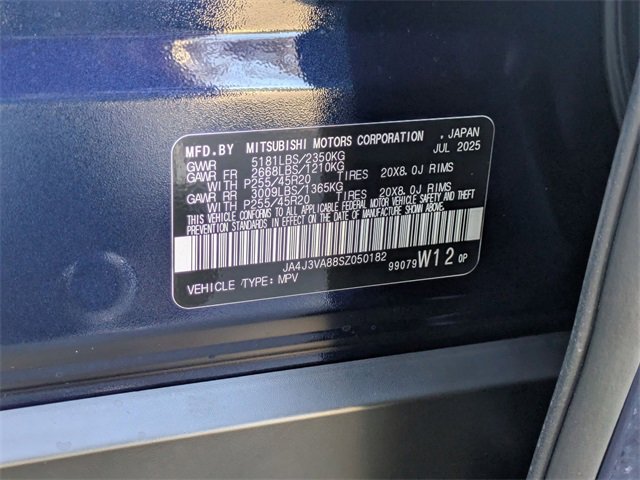 MFD.BY MITSUBISHI MOTORS CORPORATION , JAPAN
GWR 5181LBS/2350KG JUL 2025
GAWR FR 2668LBS/1210KG
WITH P255/45R20 TIRES 20X8.0J RIMS
GAWR RR 3009LBS/1365KG
WITH P255/45R20 TIRES 20X8.0J RIMS
THIS VEHICLE CONFORMS TO ALL APPLICABLE FEDERAL MOTOR VEHICLE SAFETY AND THEFT
PREVENTION STANDARDS IN EFFECT ON THE DATE OF MANUFACTURE SHOWN ABOVE.
JA4J3VA88SZ050182
99079 W12 0P
VEHICLE TYPE: MPV